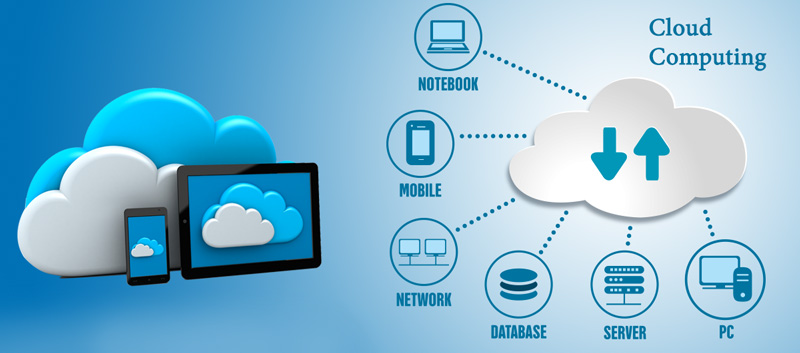 Cloud
Computing
NOTEBOOK
MOBILE
NETWORK
DATABASE
SERVER
PC